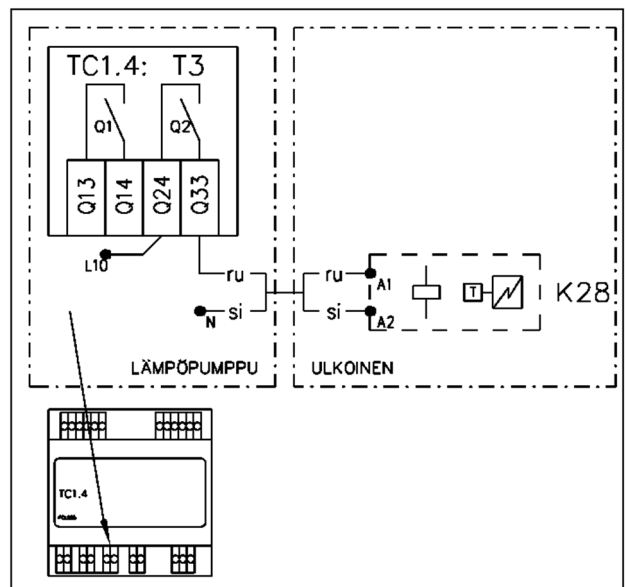 TC1.4: T3
Q1 Q2
Q13 Q14 Q24 Q33
L10
ru ru
A1
K28
T
N si si
A2
LÄMPÖPUMPPU ULKOINEN
TC1.4